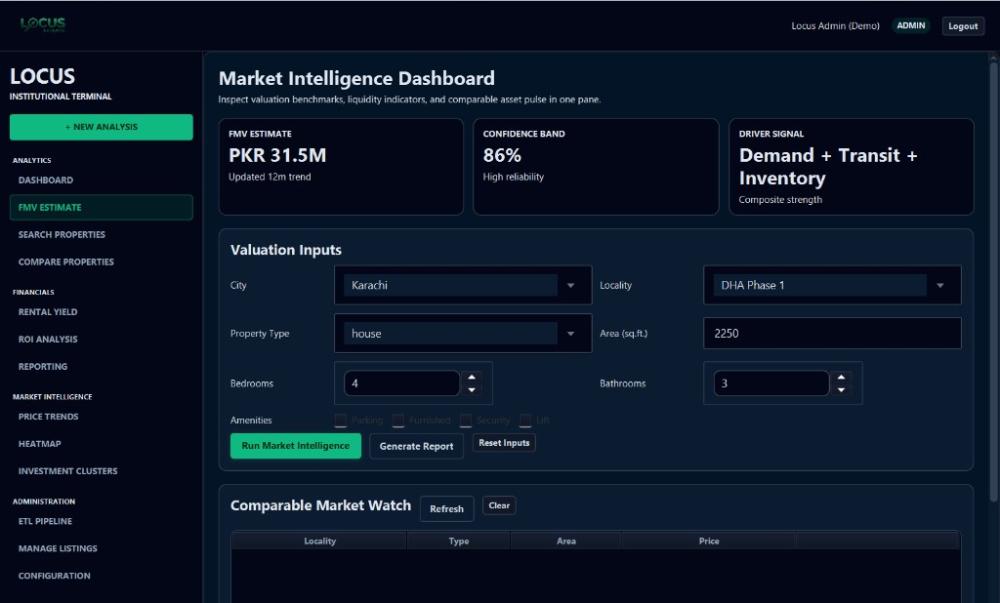 LOCUS
Locus Admin (Demo) ADMIN Logout
LOCUS
INSTITUTIONAL TERMINAL
+ NEW ANALYSIS
ANALYTICS
DASHBOARD
FMV ESTIMATE
SEARCH PROPERTIES
COMPARE PROPERTIES
FINANCIALS
RENTAL YIELD
ROI ANALYSIS
REPORTING
MARKET INTELLIGENCE
PRICE TRENDS
HEATMAP
INVESTMENT CLUSTERS
ADMINISTRATION
ETL PIPELINE
MANAGE LISTINGS
CONFIGURATION
Market Intelligence Dashboard
Inspect valuation benchmarks, liquidity indicators, and comparable asset pulse in one pane.
FMV ESTIMATE
PKR 31.5M
Updated 12m trend
CONFIDENCE BAND
86%
High reliability
DRIVER SIGNAL
Demand + Transit +
Inventory
Composite strength
Valuation Inputs
City Karachi Locality DHA Phase 1
Property Type house Area (sq.ft.) 2250
Bedrooms 4 Bathrooms 3
Amenities Parking Furnished Security Lift
Run Market Intelligence Generate Report Reset Inputs
Comparable Market Watch Refresh Clear
Locality Type Area Price